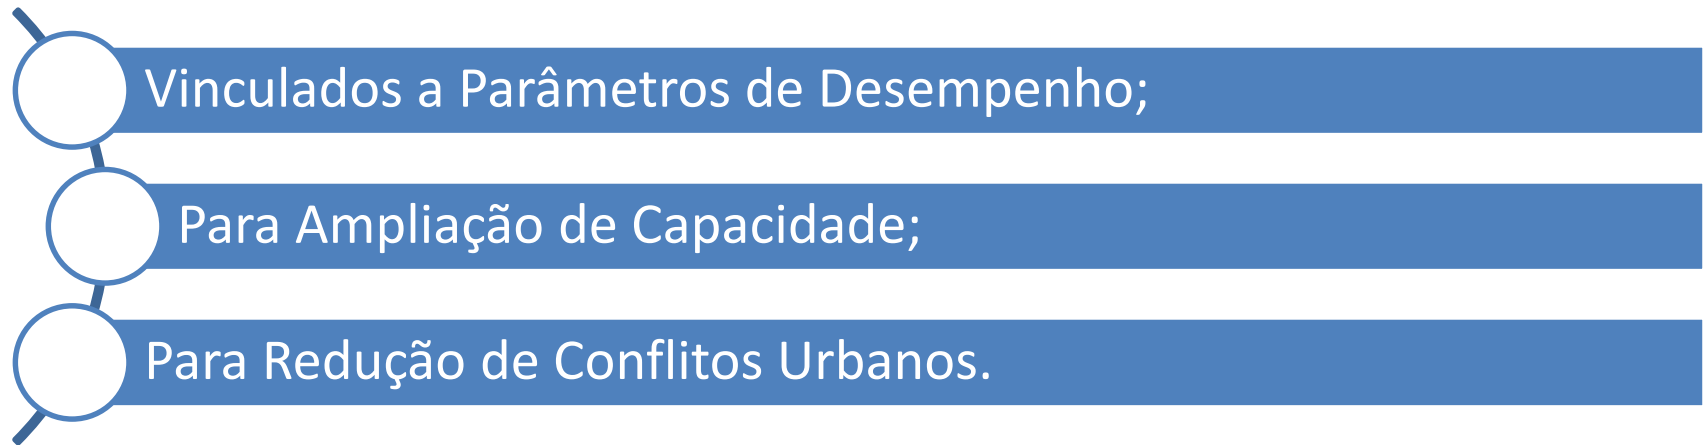 Vinculados a Parâmetros de Desempenho;
Para Ampliação de Capacidade;
Para Redução de Conflitos Urbanos.